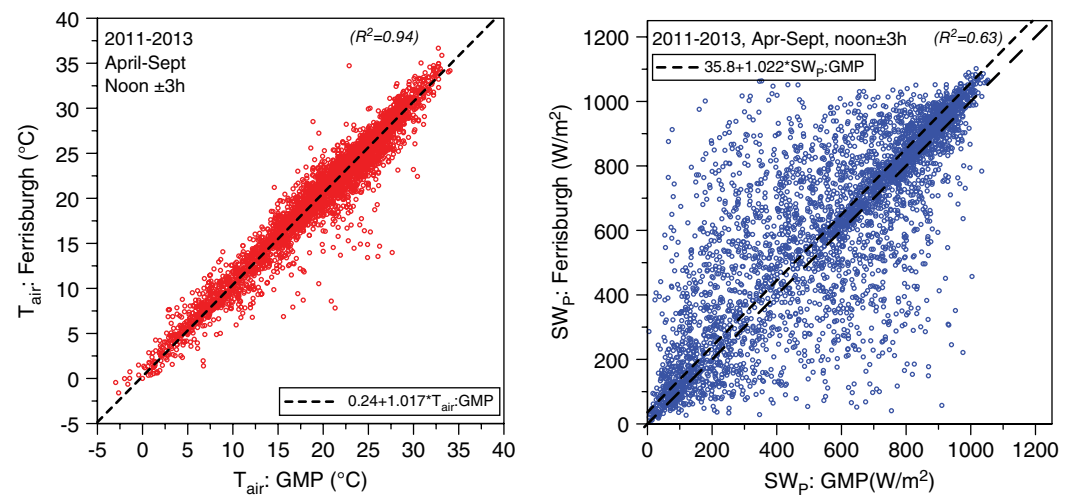 40
35
30
25
20
15
10
5
0
-5
-5 0 5 10 15 20 25 30 35 40
T_air: Ferrisburgh (°C)
T_air: GMP (°C)
2011-2013
April-Sept
Noon ±3h
(R²=0.94)
0.24+1.017*T_air:GMP
1200
1000
800
600
400
200
0
0 200 400 600 800 1000 1200
SW_P: Ferrisburgh (W/m²)
SW_P: GMP(W/m²)
2011-2013, Apr-Sept, noon±3h
(R²=0.63)
35.8+1.022*SW_P:GMP